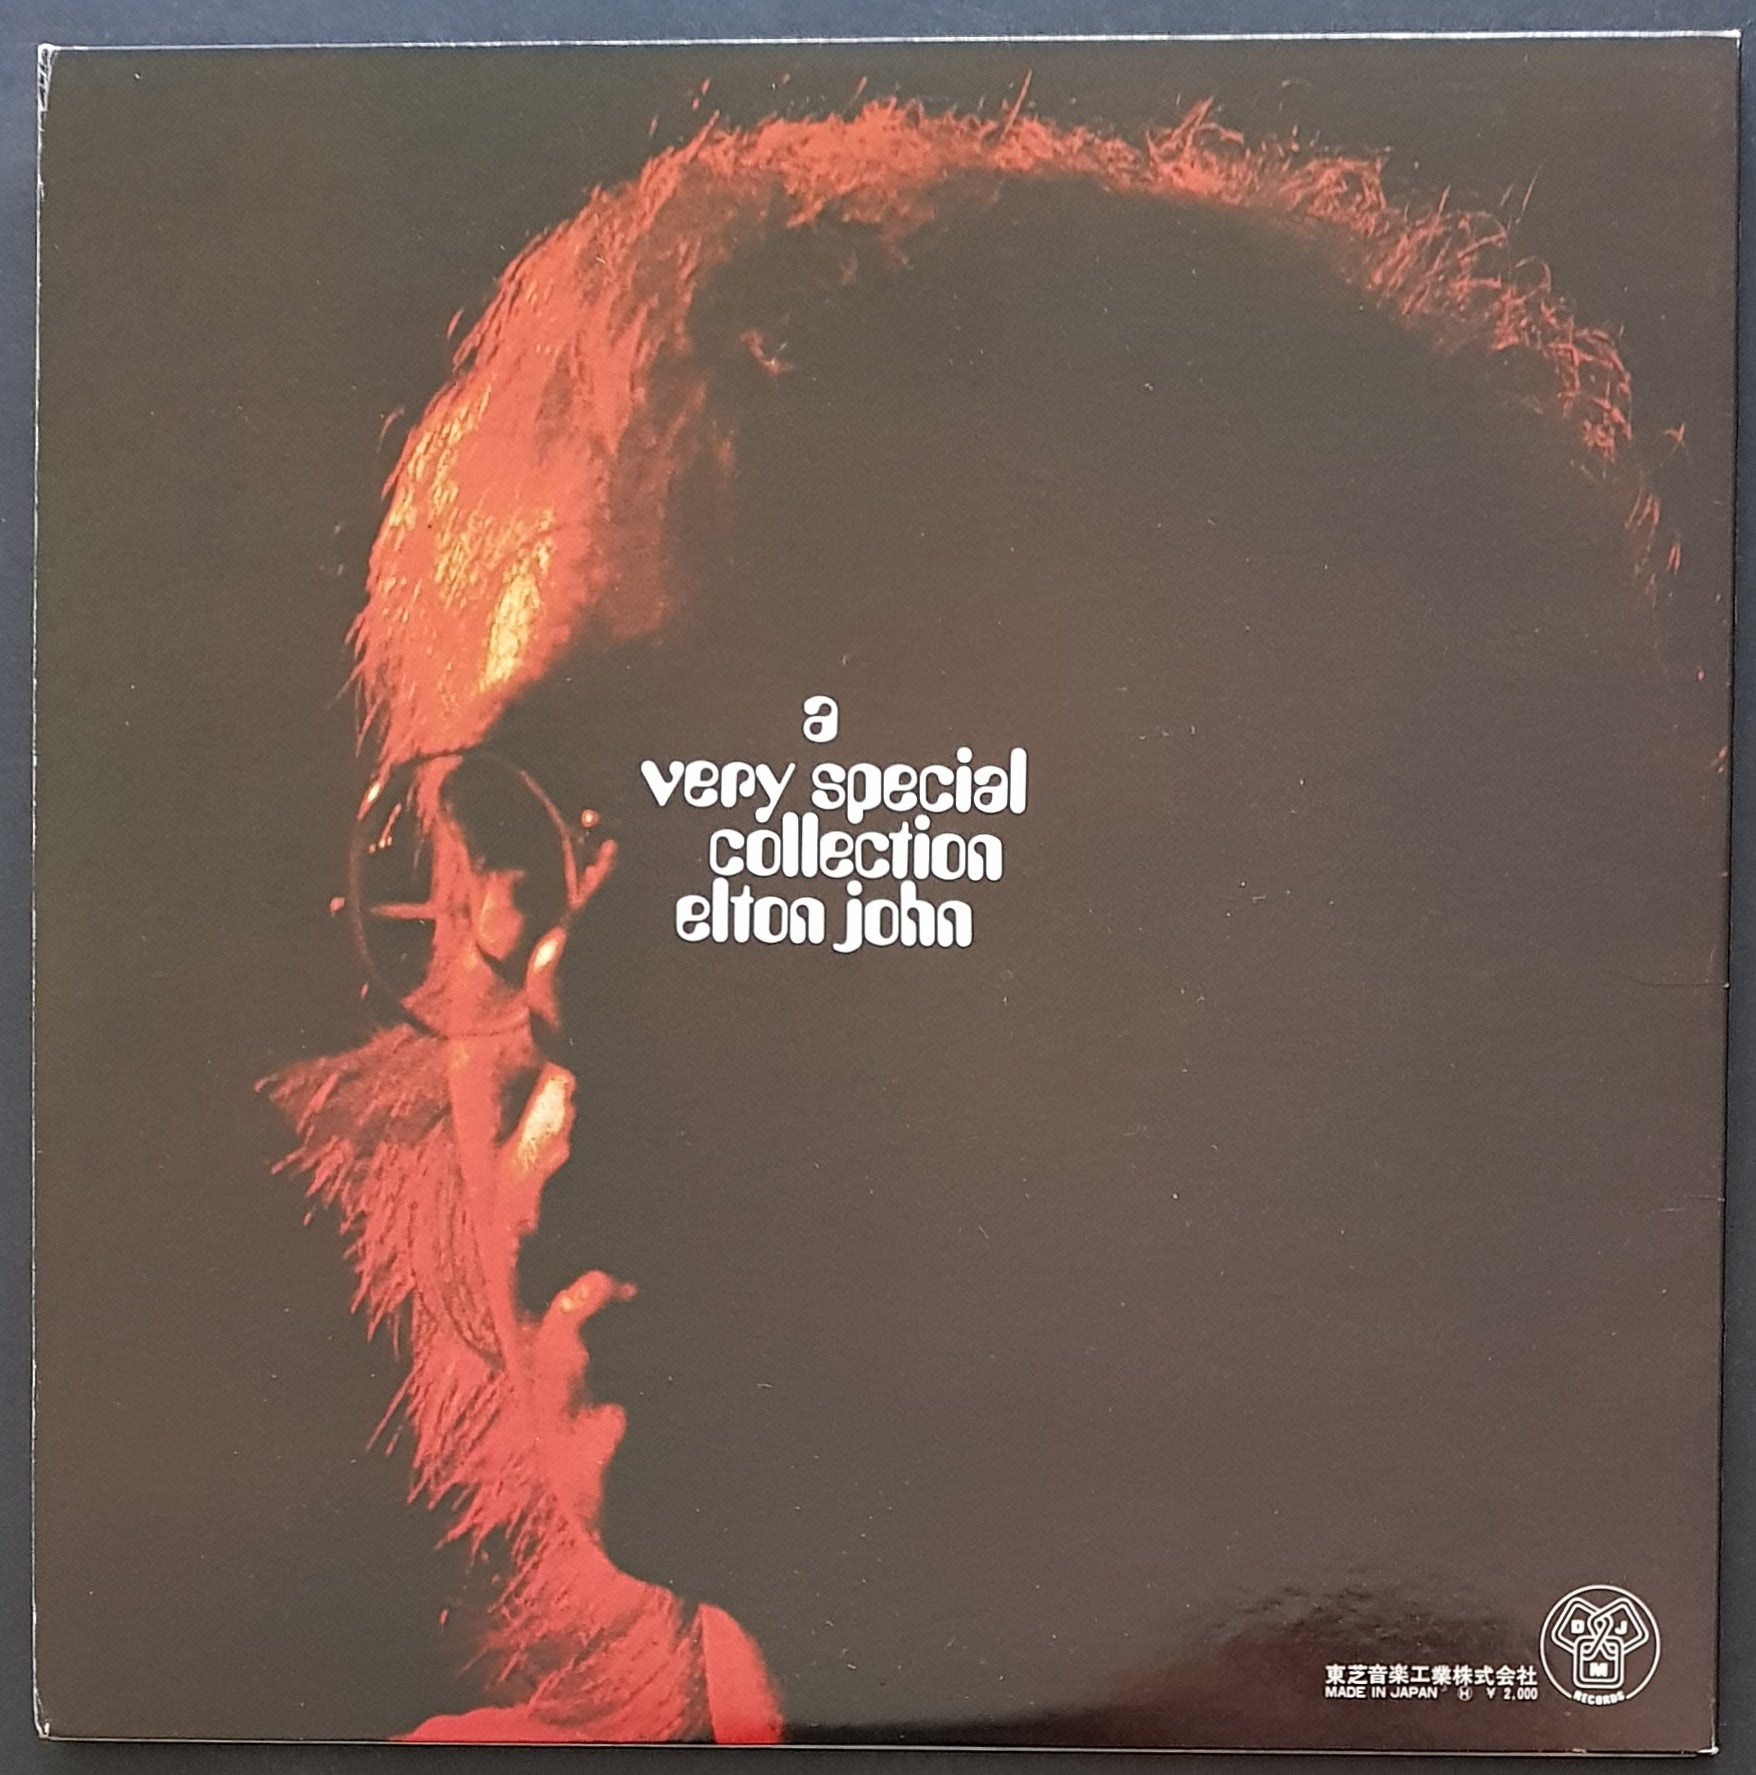 a
very special
collection
elton john
東芝音楽工業株式会社
MADE IN JAPAN Ⓗ ¥ 2,000
D J
M
RECORDS